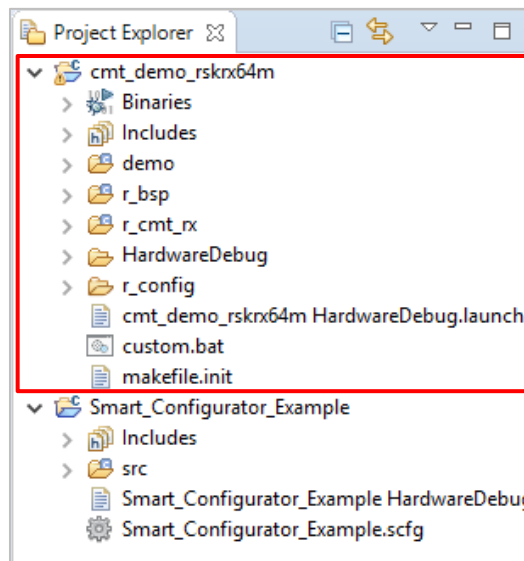 Project Explorer
cmt_demo_rskrx64m
Binaries
Includes
demo
r_bsp
r_cmt_rx
HardwareDebug
r_config
cmt_demo_rskrx64m HardwareDebug.launch
custom.bat
makefile.init
Smart_Configurator_Example
Includes
src
Smart_Configurator_Example HardwareDebug
Smart_Configurator_Example.scfg